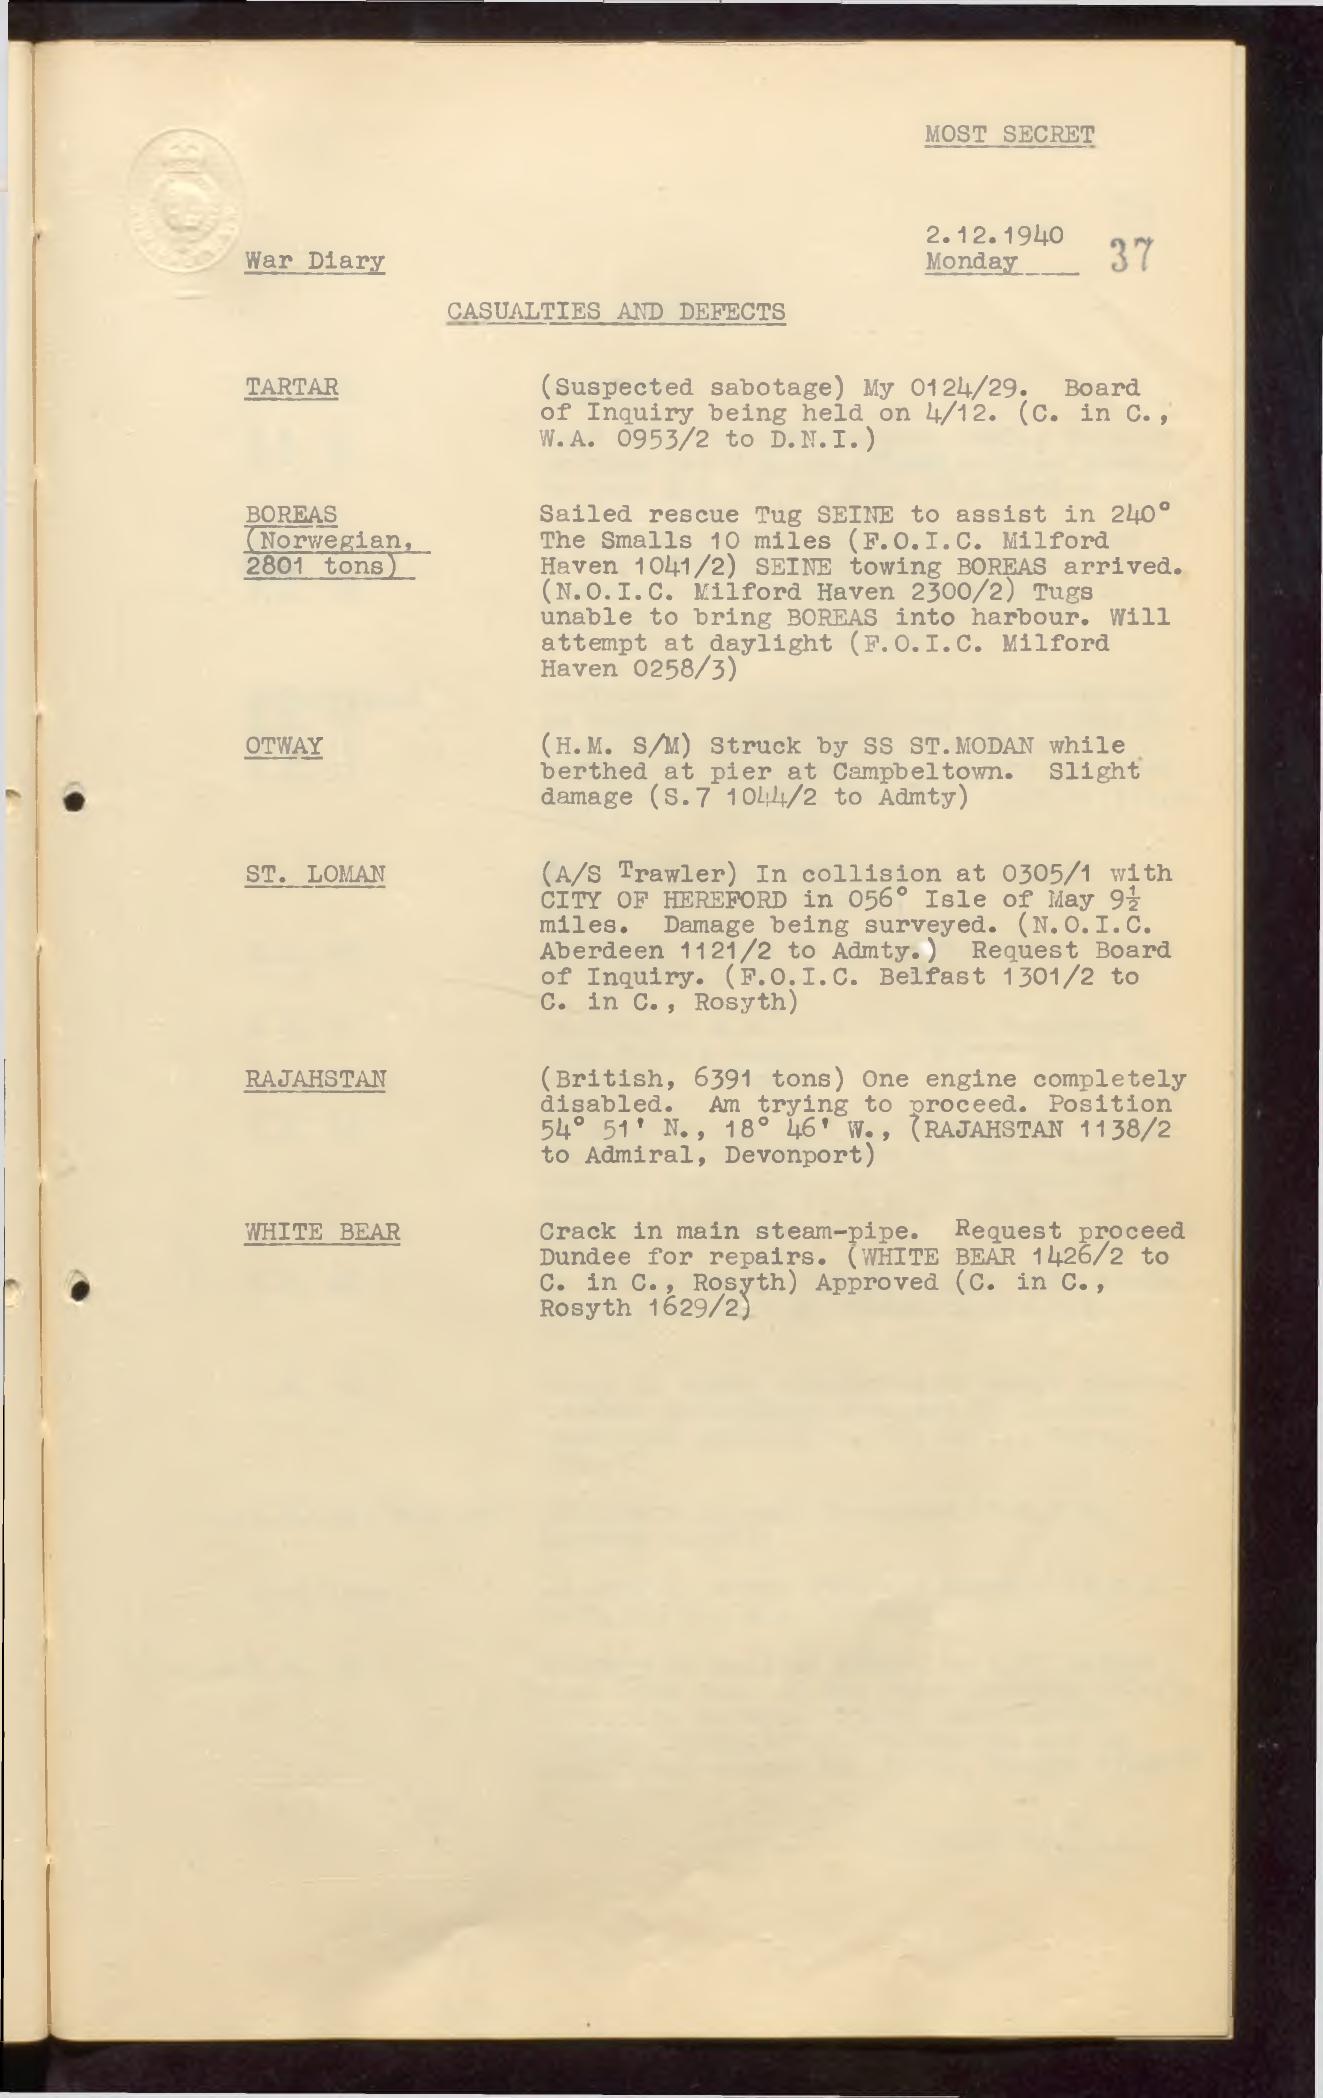 MOST SECRET
2.12.1940
War Diary
Monday
37
CASUALTIES AND DEFECTS
TARTAR
(Suspected sabotage) My 0124/29. Board
of Inquiry being held on 4/12. (C. in C.,
W.A. 0953/2 to D.N.I.)
BOREAS
(Norwegian,
2801 tons)
Sailed rescue Tug SEINE to assist in 240°
The Smalls 10 miles (F.O.I.C. Milford
Haven 1041/2) SEINE towing BOREAS arrived.
(N.O.I.C. Milford Haven 2300/2) Tugs
unable to bring BOREAS into harbour. Will
attempt at daylight (F.O.I.C. Milford
Haven 0258/3)
OTWAY
(H.M. S/M) Struck by SS ST.MODAN while
berthed at pier at Campbeltown. Slight
damage (S.7 1044/2 to Admty)
ST. LOMAN
(A/S Trawler) In collision at 0305/1 with
CITY OF HEREFORD in 056° Isle of May 9½
miles. Damage being surveyed. (N.O.I.C.
Aberdeen 1121/2 to Admty.) Request Board
of Inquiry. (F.O.I.C. Belfast 1301/2 to
C. in C., Rosyth)
RAJAHSTAN
(British, 6391 tons) One engine completely
disabled. Am trying to proceed. Position
54° 51' N., 18° 46' W., (RAJAHSTAN 1138/2
to Admiral, Devonport)
WHITE BEAR
Crack in main steam-pipe. Request proceed
Dundee for repairs. (WHITE BEAR 1426/2 to
C. in C., Rosyth) Approved (C. in C.,
Rosyth 1629/2)